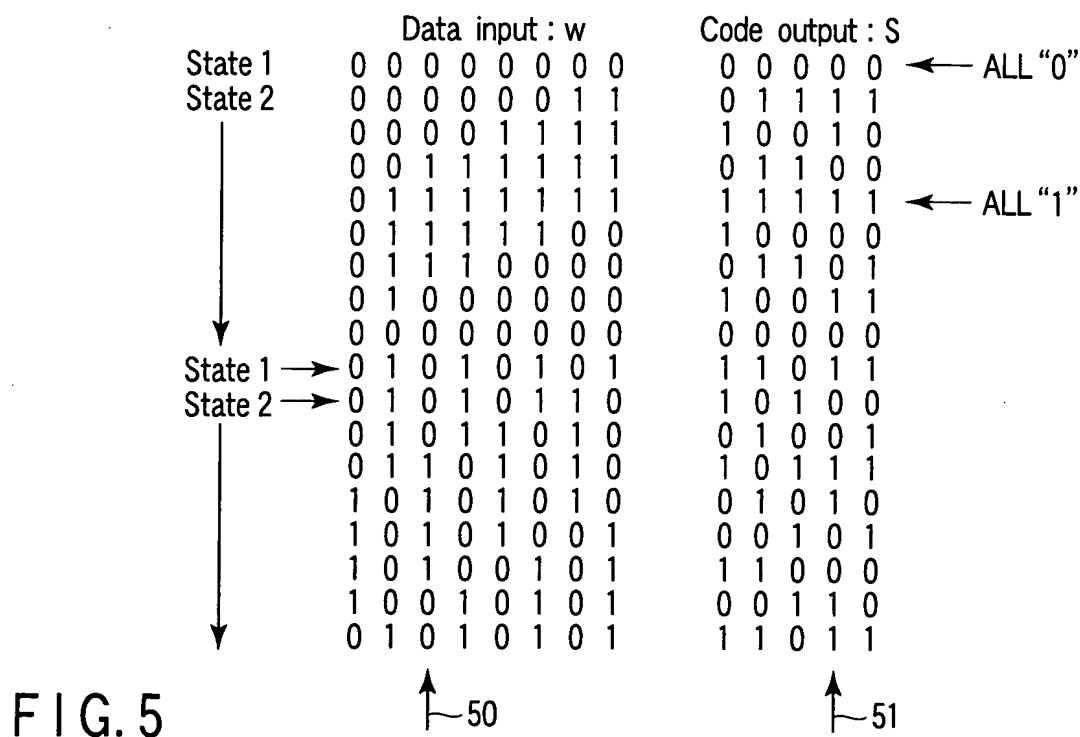 Data input : w Code output : S
State 1 0 0 0 0 0 0 0 0 0 0 0 0 0 ALL “0”
State 2 0 0 0 0 0 0 1 1 0 1 1 1 1
0 0 0 0 1 1 1 1 1 0 0 1 0
0 0 1 1 1 1 1 1 0 1 1 0 0
0 1 1 1 1 1 1 1 1 1 1 1 1 ALL “1”
0 1 1 1 1 1 0 0 1 0 0 0 0
0 1 1 1 0 0 0 0 0 1 1 0 1
0 1 0 0 0 0 0 0 1 0 0 1 1
0 0 0 0 0 0 0 0 0 0 0 0 0
State 1 0 1 0 1 0 1 0 1 1 1 0 1 1
State 2 0 1 0 1 0 1 1 0 1 0 1 0 0
0 1 0 1 1 0 1 0 0 1 0 0 1
0 1 1 0 1 0 1 0 1 0 1 1 1
1 0 1 0 1 0 1 0 0 1 0 1 0
1 0 1 0 1 0 0 1 0 0 1 0 1
1 0 1 0 0 1 0 1 1 1 0 0 0
1 0 0 1 0 1 0 1 0 0 1 1 0
0 1 0 1 0 1 0 1 1 1 0 1 1
50 51
FIG. 5